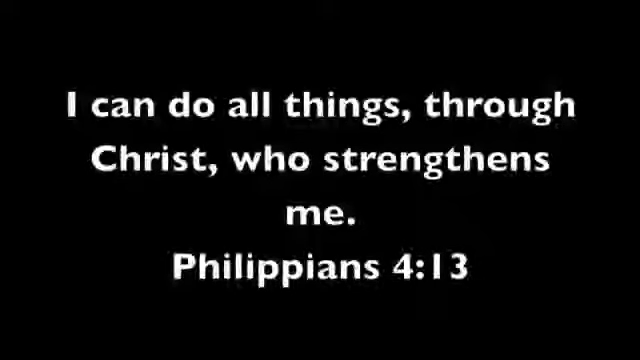 I can do all things, through
Christ, who strengthens
me.
Philippians 4:13